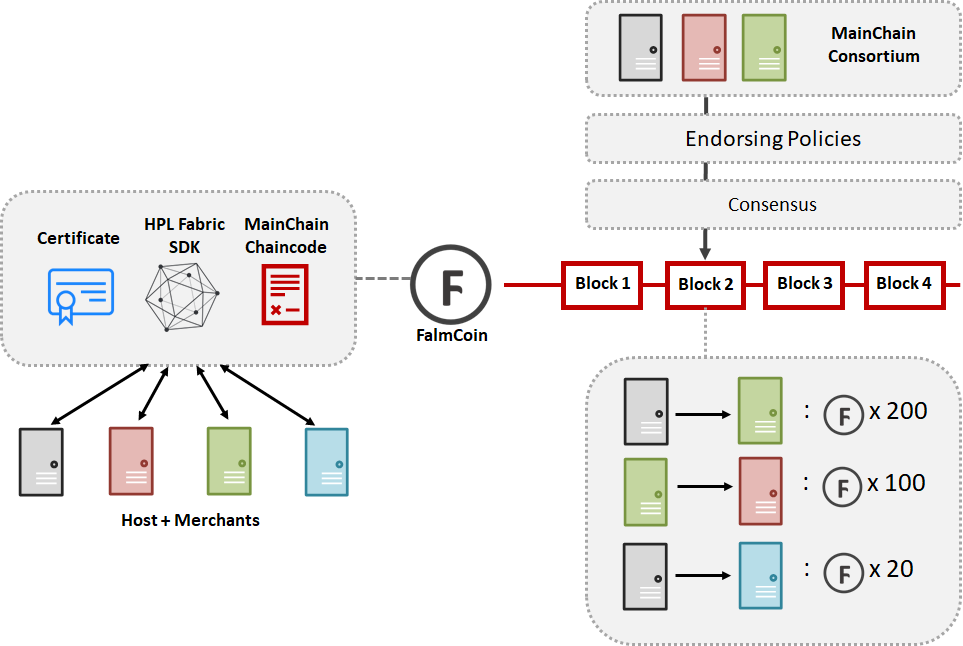 MainChain
Consortium
Endorsing Policies
Consensus
Certificate
HPL Fabric
SDK
MainChain
Chaincode
F
FalmCoin
Block 1
Block 2
Block 3
Block 4
: F x 200
: F x 100
: F x 20
Host + Merchants